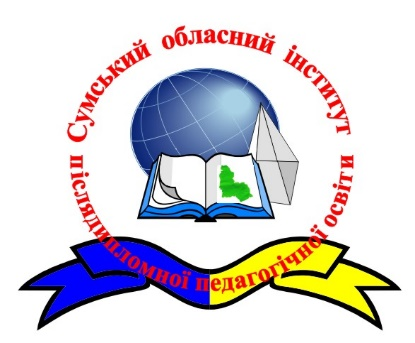 Сумський обласний інститут
післядипломної педагогічної освіти